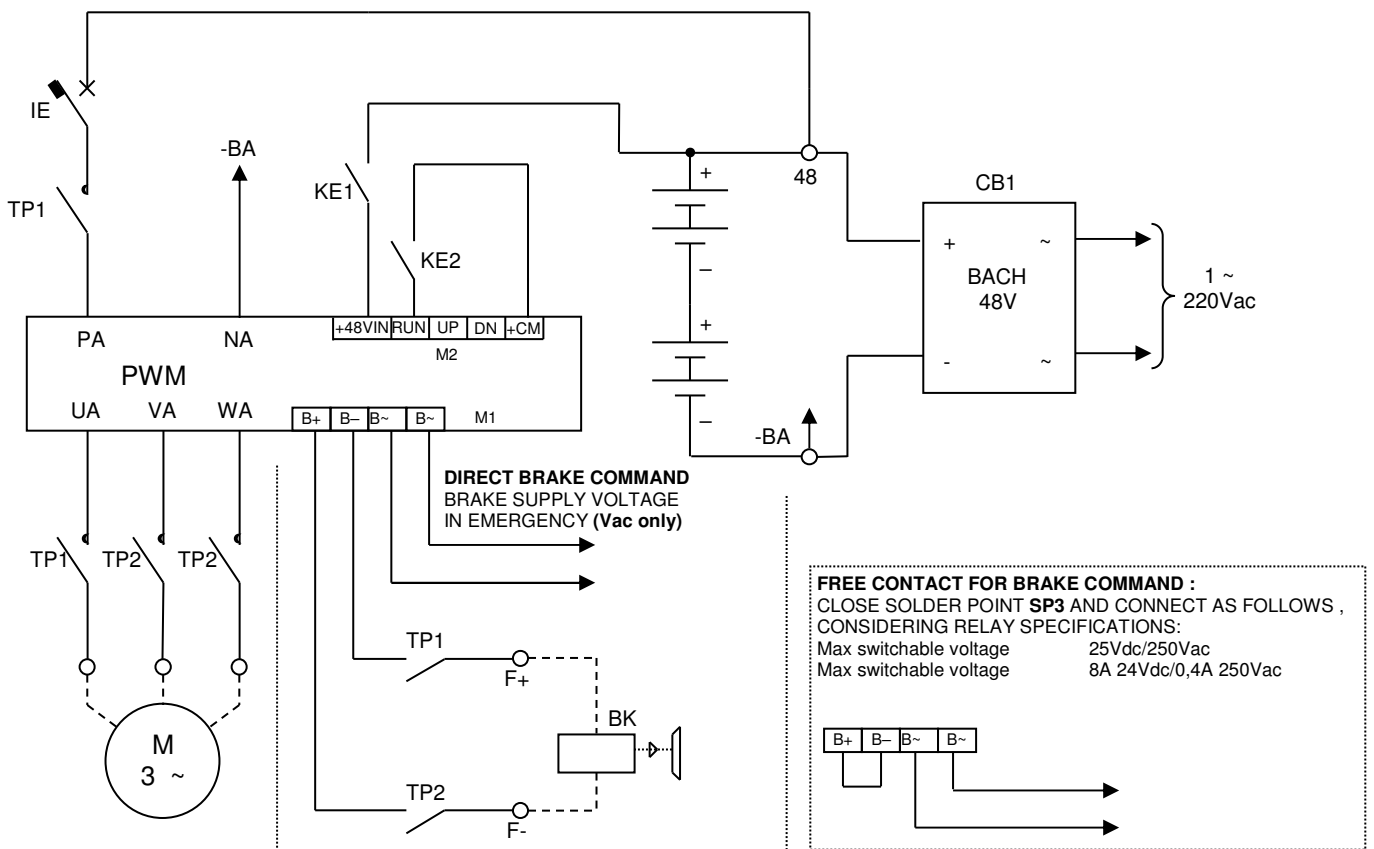 IE
-BA
TP1
KE1
KE2
+
48
CB1
+ ~
BACH
48V
- ~
1 ~
220Vac
–
+
–
-BA
+48VIN RUN UP DN +CM
M2
PA NA
PWM
UA VA WA
B+ B– B~ B~ M1
DIRECT BRAKE COMMAND
BRAKE SUPPLY VOLTAGE
IN EMERGENCY (Vac only)
TP1 TP2 TP2
TP1
F+
BK
TP2
F-
M
3 ~
FREE CONTACT FOR BRAKE COMMAND :
CLOSE SOLDER POINT SP3 AND CONNECT AS FOLLOWS ,
CONSIDERING RELAY SPECIFICATIONS:
Max switchable voltage 25Vdc/250Vac
Max switchable voltage 8A 24Vdc/0,4A 250Vac
B+ B– B~ B~